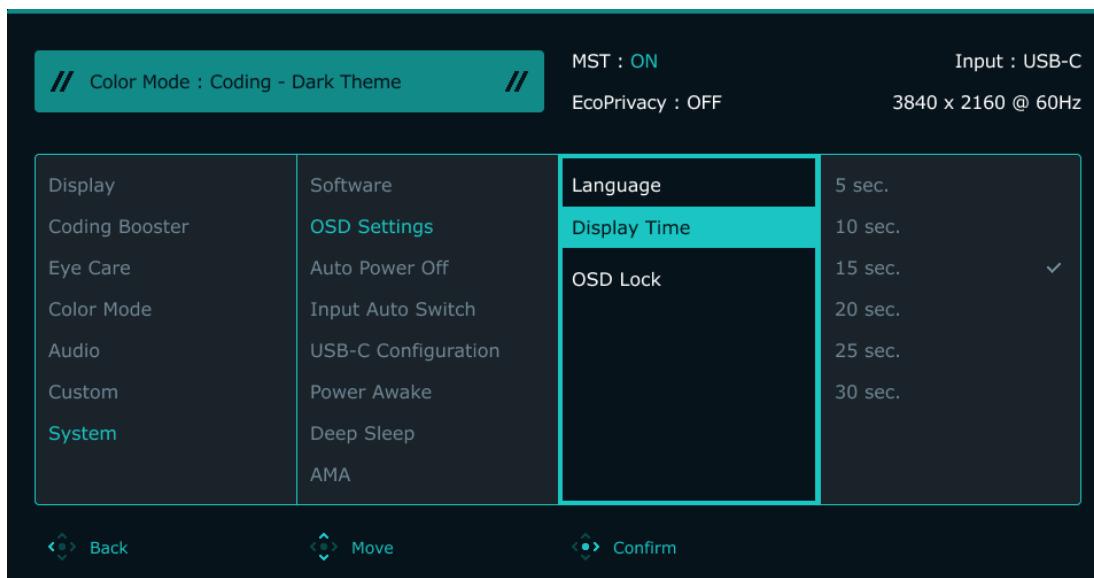 // Color Mode : Coding - Dark Theme //
MST : ON
Input : USB-C
EcoPrivacy : OFF
3840 x 2160 @ 60Hz
Display
Coding Booster
Eye Care
Color Mode
Audio
Custom
System
Software
OSD Settings
Auto Power Off
Input Auto Switch
USB-C Configuration
Power Awake
Deep Sleep
AMA
Language
Display Time
OSD Lock
5 sec.
10 sec.
15 sec.
20 sec.
25 sec.
30 sec.
Back
Move
Confirm